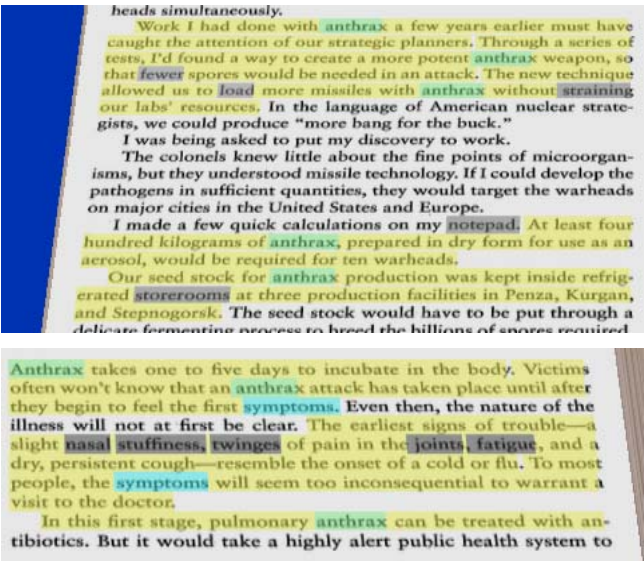 heads simultaneously.
Work I had done with anthrax a few years earlier must have
caught the attention of our strategic planners. Through a series of
tests, I'd found a way to create a more potent anthrax weapon, so
that fewer spores would be needed in an attack. The new technique
allowed us to load more missiles with anthrax without straining
our labs' resources. In the language of American nuclear strate-
gists, we could produce "more bang for the buck."
I was being asked to put my discovery to work.
The colonels knew little about the fine points of microorgan-
isms, but they understood missile technology. If I could develop the
pathogens in sufficient quantities, they would target the warheads
on major cities in the United States and Europe.
I made a few quick calculations on my notepad. At least four
hundred kilograms of anthrax, prepared in dry form for use as an
aerosol, would be required for ten warheads.
Our seed stock for anthrax production was kept inside refrig-
erated storerooms at three production facilities in Penza, Kurgan,
and Stepnogorsk. The seed stock would have to be put through a
delicate fermenting process to breed the billions of spores required
Anthrax takes one to five days to incubate in the body. Victims
often won't know that an anthrax attack has taken place until after
they begin to feel the first symptoms. Even then, the nature of the
illness will not at first be clear. The earliest signs of trouble—a
slight nasal stuffiness, twinges of pain in the joints, fatigue, and a
dry, persistent cough—resemble the onset of a cold or flu. To most
people, the symptoms will seem too inconsequential to warrant a
visit to the doctor.
In this first stage, pulmonary anthrax can be treated with an-
tibiotics. But it would take a highly alert public health system to